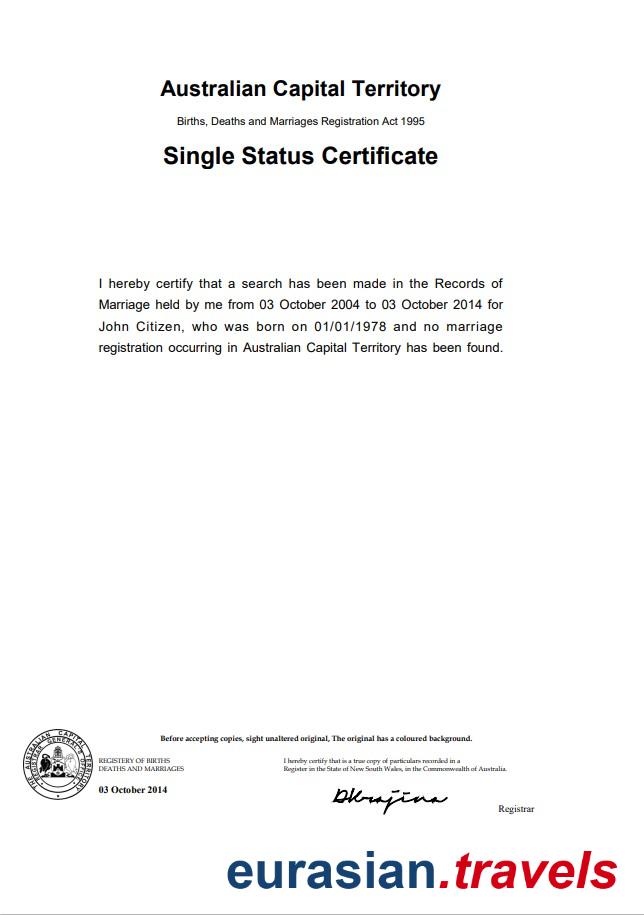 Australian Capital Territory
Births, Deaths and Marriages Registration Act 1995
Single Status Certificate
I hereby certify that a search has been made in the Records of
Marriage held by me from 03 October 2004 to 03 October 2014 for
John Citizen, who was born on 01/01/1978 and no marriage
registration occurring in Australian Capital Territory has been found.
Before accepting copies, sight unaltered original, The original has a coloured background.
THE AUSTRALIAN CAPITAL TERRITORY
REGISTRAR GENERAL'S OFFICE
REGISTERY OF BIRTHS
DEATHS AND MARRIAGES
03 October 2014
I hereby certify that is a true copy of particulars recorded in a
Register in the State of New South Wales, in the Commonwealth of Australia.
Registrar
eurasian.travels